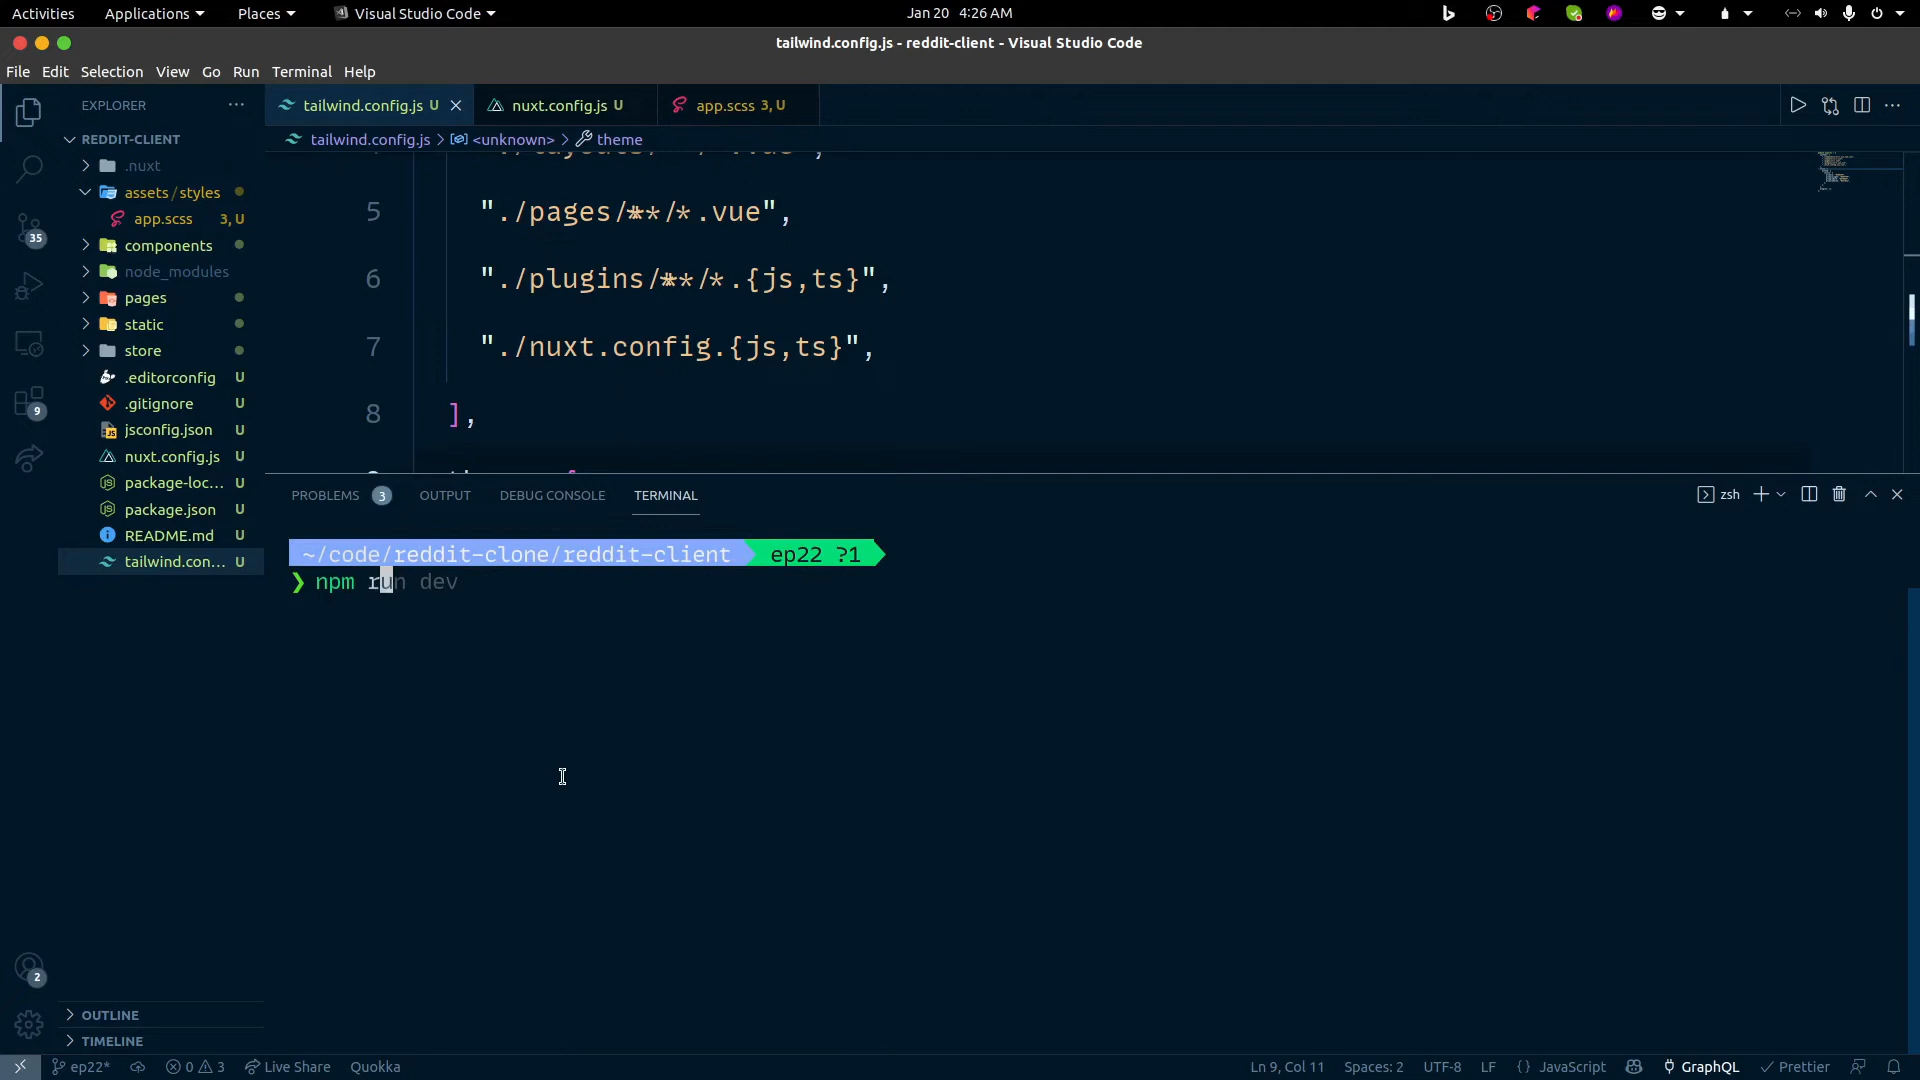 Activities Applications Places Visual Studio Code Jan 20 4:26 AM
tailwind.config.js - reddit-client - Visual Studio Code
File Edit Selection View Go Run Terminal Help
EXPLORER
tailwind.config.js U
nuxt.config.js U
app.scss 3, U
tailwind.config.js > <unknown> > theme
REDDIT-CLIENT
.nuxt
assets/styles
app.scss 3, U
components
node_modules
pages
static
store
.editorconfig U
.gitignore U
jsconfig.json U
nuxt.config.js U
package-loc... U
package.json U
README.md U
tailwind.con... U
35
9
2
5 "./pages/**/*.vue",
6 "./plugins/**/*.{js,ts}",
7 "./nuxt.config.{js,ts}",
8 ],
PROBLEMS 3 OUTPUT DEBUG CONSOLE TERMINAL zsh
~/code/reddit-clone/reddit-client ep22 ?1
❯ npm run dev
OUTLINE
TIMELINE
ep22* 0 3 Live Share Quokka Ln 9, Col 11 Spaces: 2 UTF-8 LF {} JavaScript GraphQL Prettier